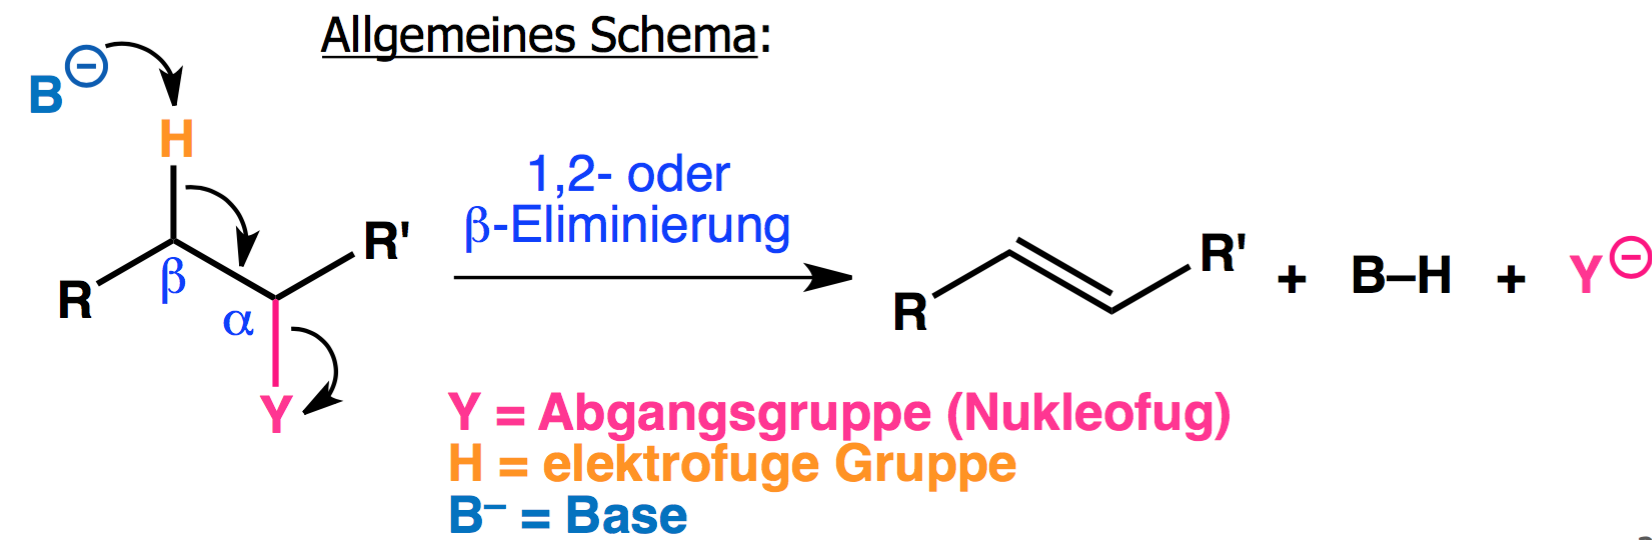 Allgemeines Schema:
B⊖
H
1,2- oder
β-Eliminierung
R β α R' Y
R R' + B–H + Y⊖
Y = Abgangsgruppe (Nukleofug)
H = elektrofuge Gruppe
B⁻ = Base